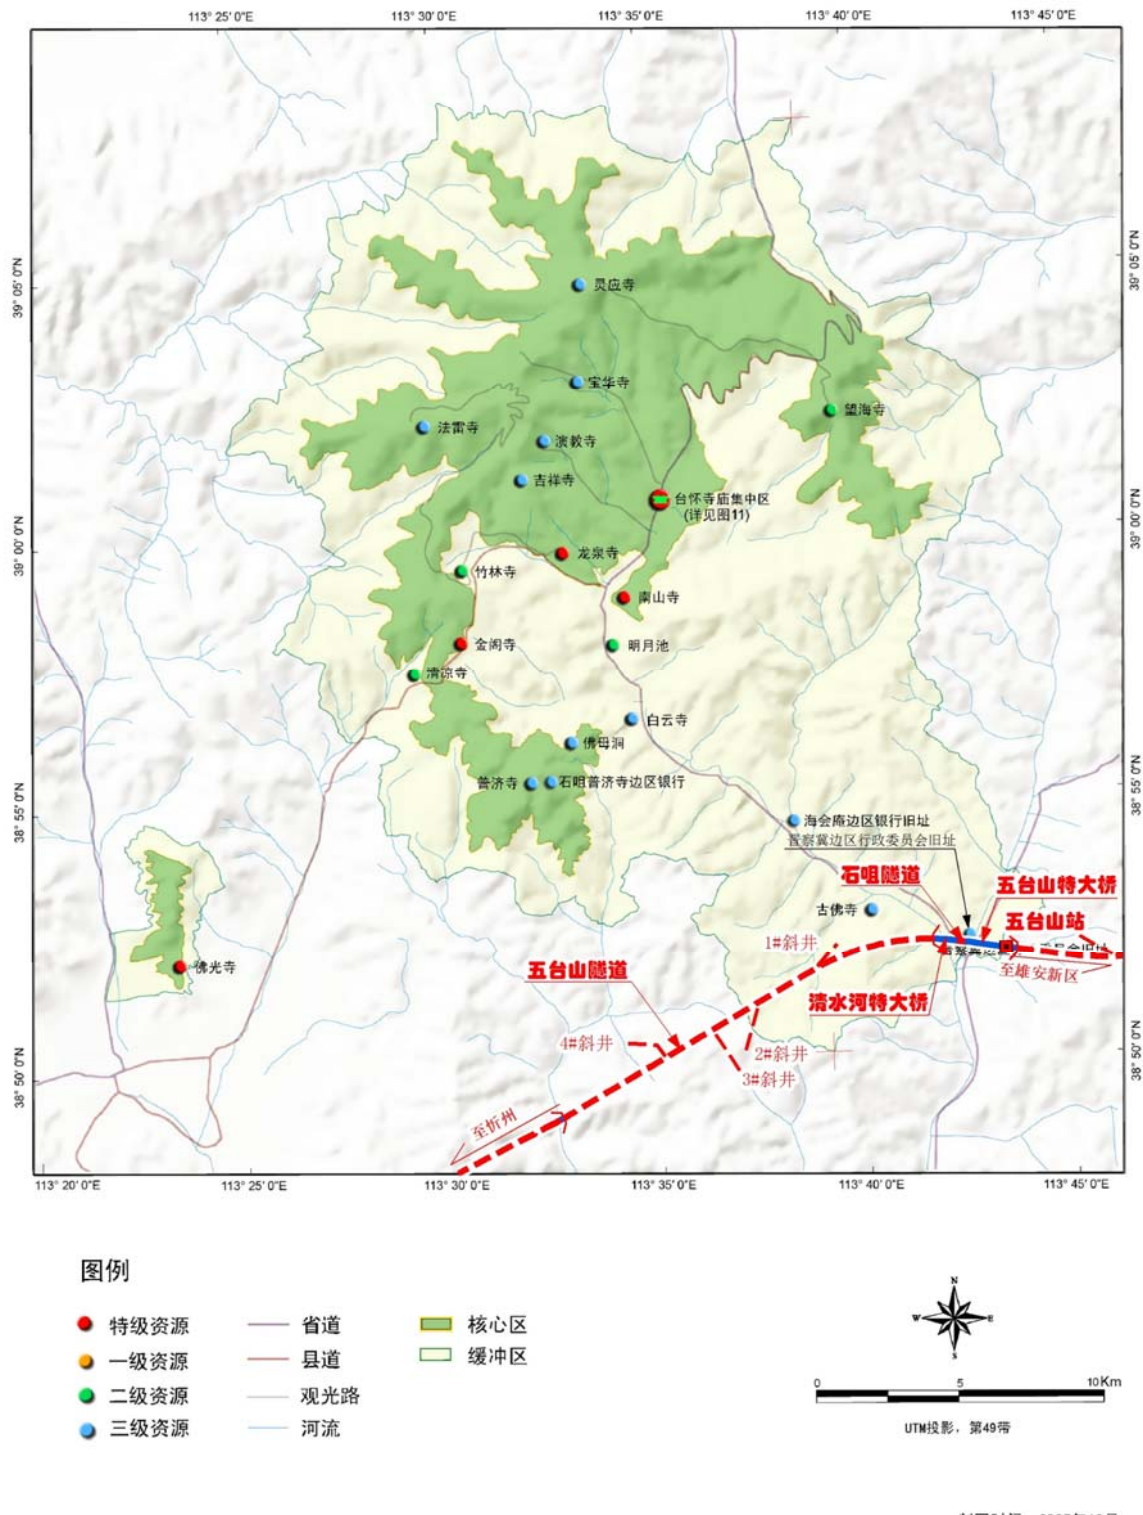 113° 25′ 0″E
113° 30′ 0″E
113° 35′ 0″E
113° 40′ 0″E
113° 45′ 0″E
39° 05′ 0″N
39° 05′ 0″N
灵应寺
宝华寺
望海寺
法雷寺
演教寺
吉祥寺
台怀寺庙集中区
(详见图11)
39° 00′ 0″N
39° 00′ 0″N
龙泉寺
竹林寺
南山寺
金阁寺
明月池
清凉寺
白云寺
佛母洞
普济寺
石咀普济寺边区银行
38° 55′ 0″N
38° 55′ 0″N
海会庵边区银行旧址
晋察冀边区行政委员会旧址
石咀隧道
五台山特大桥
古佛寺
五台山站
1#斜井
佛光寺
五台山隧道
至雄安新区
清水河特大桥
4#斜井
2#斜井
3#斜井
38° 50′ 0″N
38° 50′ 0″N
至忻州
113° 20′ 0″E
113° 25′ 0″E
113° 30′ 0″E
113° 35′ 0″E
113° 40′ 0″E
113° 45′ 0″E
图例
特级资源
省道
核心区
一级资源
县道
缓冲区
二级资源
观光路
三级资源
河流
N
W
E
S
0
5
10Km
UTM投影，第49带